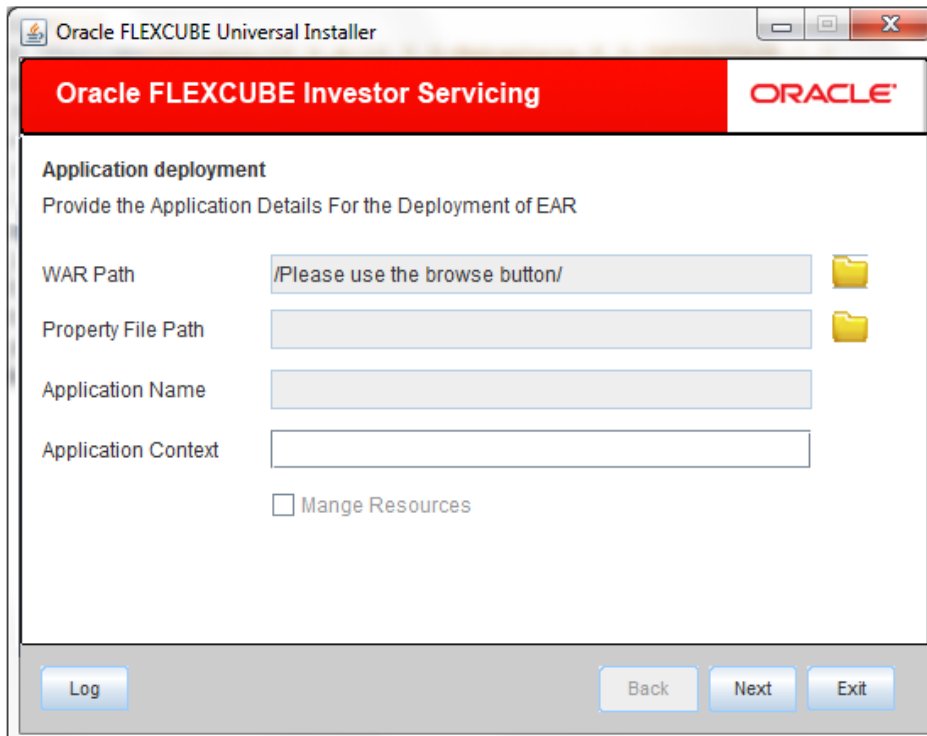 Oracle FLEXCUBE Universal Installer
Oracle FLEXCUBE Investor Servicing
ORACLE
Application deployment
Provide the Application Details For the Deployment of EAR
WAR Path
/Please use the browse button/
Property File Path
Application Name
Application Context
Mange Resources
Log
Back
Next
Exit